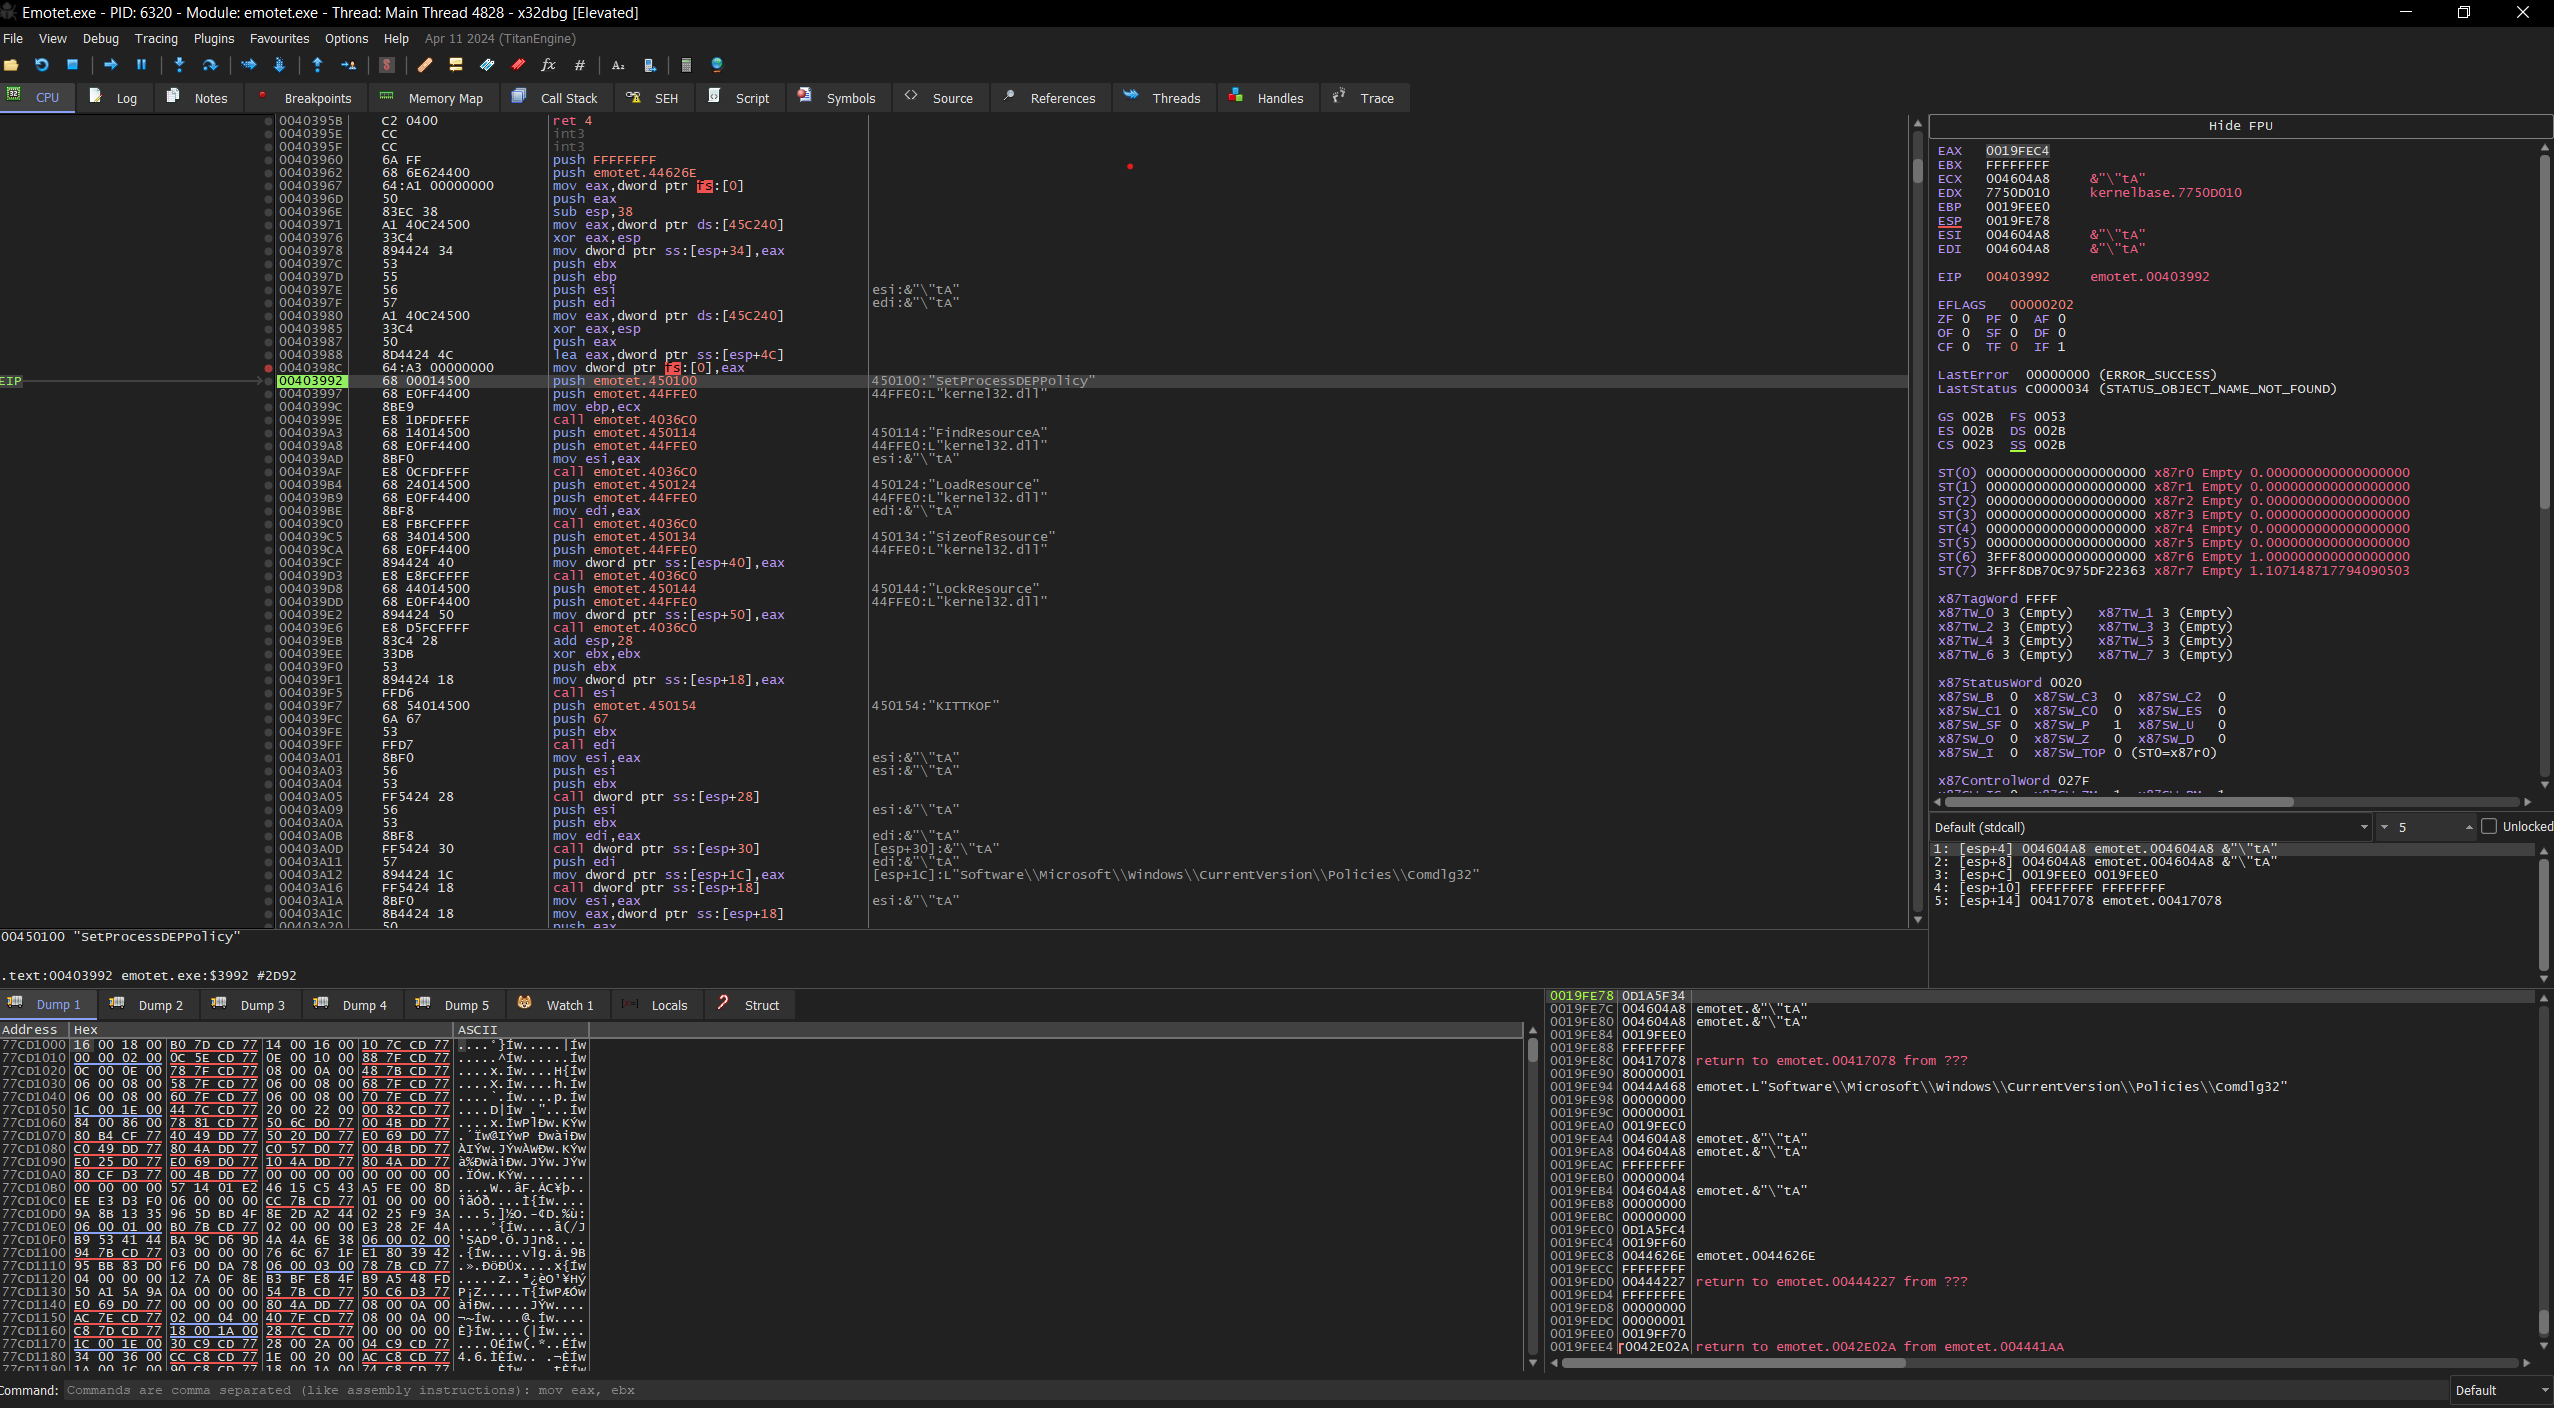 Emotet.exe - PID: 6320 - Module: emotet.exe - Thread: Main Thread 4828 - x32dbg [Elevated]
File View Debug Tracing Plugins Favourites Options Help Apr 11 2024 (TitanEngine)
CPU Log Notes Breakpoints Memory Map Call Stack SEH Script Symbols Source References Threads Handles Trace
0040395B C2 0400 ret 4
0040395E CC int3
0040395F CC int3
00403960 6A FF push FFFFFFFF
00403962 68 6E624400 push emotet.44626E
00403967 64:A1 00000000 mov eax,dword ptr fs:[0]
0040396D 50 push eax
0040396E 83EC 38 sub esp,38
00403971 A1 40C24500 mov eax,dword ptr ds:[45C240]
00403976 33C4 xor eax,esp
00403978 894424 34 mov dword ptr ss:[esp+34],eax
0040397C 53 push ebx
0040397D 55 push ebp
0040397E 56 push esi esi:&"\"tA"
0040397F 57 push edi edi:&"\"tA"
00403980 A1 40C24500 mov eax,dword ptr ds:[45C240]
00403985 33C4 xor eax,esp
00403987 50 push eax
00403988 8D4424 4C lea eax,dword ptr ss:[esp+4C]
0040398C 64:A3 00000000 mov dword ptr fs:[0],eax
EIP 00403992 68 00014500 push emotet.450100 450100:"SetProcessDEPPolicy"
00403997 68 E0FF4400 push emotet.44FFE0 44FFE0:L"kernel32.dll"
0040399C 8BE9 mov ebp,ecx
0040399E E8 1DFDFFFF call emotet.4036C0
004039A3 68 14014500 push emotet.450114 450114:"FindResourceA"
004039A8 68 E0FF4400 push emotet.44FFE0 44FFE0:L"kernel32.dll"
004039AD 8BF0 mov esi,eax esi:&"\"tA"
004039AF E8 0CFDFFFF call emotet.4036C0
004039B4 68 24014500 push emotet.450124 450124:"LoadResource"
004039B9 68 E0FF4400 push emotet.44FFE0 44FFE0:L"kernel32.dll"
004039BE 8BF8 mov edi,eax edi:&"\"tA"
004039C0 E8 FBFCFFFF call emotet.4036C0
004039C5 68 34014500 push emotet.450134 450134:"SizeofResource"
004039CA 68 E0FF4400 push emotet.44FFE0 44FFE0:L"kernel32.dll"
004039CF 894424 40 mov dword ptr ss:[esp+40],eax
004039D3 E8 E8FCFFFF call emotet.4036C0
004039D8 68 44014500 push emotet.450144 450144:"LockResource"
004039DD 68 E0FF4400 push emotet.44FFE0 44FFE0:L"kernel32.dll"
004039E2 894424 50 mov dword ptr ss:[esp+50],eax
004039E6 E8 D5FCFFFF call emotet.4036C0
004039EB 83C4 28 add esp,28
004039EE 33DB xor ebx,ebx
004039F0 53 push ebx
004039F1 894424 18 mov dword ptr ss:[esp+18],eax
004039F5 FFD6 call esi
004039F7 68 54014500 push emotet.450154 450154:"KITTKOF"
004039FC 6A 67 push 67
004039FE 53 push ebx
004039FF FFD7 call edi
00403A01 8BF0 mov esi,eax esi:&"\"tA"
00403A03 56 push esi esi:&"\"tA"
00403A04 53 push ebx
00403A05 FF5424 28 call dword ptr ss:[esp+28]
00403A09 56 push esi esi:&"\"tA"
00403A0A 53 push ebx
00403A0B 8BF8 mov edi,eax edi:&"\"tA"
00403A0D FF5424 30 call dword ptr ss:[esp+30] [esp+30]:&"\"tA"
00403A11 57 push edi edi:&"\"tA"
00403A12 894424 1C mov dword ptr ss:[esp+1C],eax [esp+1C]:L"Software\\Microsoft\\Windows\\CurrentVersion\\Policies\\Comdlg32"
00403A16 FF5424 18 call dword ptr ss:[esp+18]
00403A1A 8BF0 mov esi,eax esi:&"\"tA"
00403A1C 8B4424 18 mov eax,dword ptr ss:[esp+18]
00403A20 50 push eax
00450100 "SetProcessDEPPolicy"
.text:00403992 emotet.exe:$3992 #2D92
Hide FPU
EAX 0019FEC4
EBX FFFFFFFF
ECX 004604A8 &"\"tA"
EDX 7750D010 kernelbase.7750D010
EBP 0019FEE0
ESP 0019FE78
ESI 004604A8 &"\"tA"
EDI 004604A8 &"\"tA"
EIP 00403992 emotet.00403992
EFLAGS 00000202
ZF 0 PF 0 AF 0
OF 0 SF 0 DF 0
CF 0 TF 0 IF 1
LastError 00000000 (ERROR_SUCCESS)
LastStatus C0000034 (STATUS_OBJECT_NAME_NOT_FOUND)
GS 002B FS 0053
ES 002B DS 002B
CS 0023 SS 002B
ST(0) 00000000000000000000 x87r0 Empty 0.000000000000000000
ST(1) 00000000000000000000 x87r1 Empty 0.000000000000000000
ST(2) 00000000000000000000 x87r2 Empty 0.000000000000000000
ST(3) 00000000000000000000 x87r3 Empty 0.000000000000000000
ST(4) 00000000000000000000 x87r4 Empty 0.000000000000000000
ST(5) 00000000000000000000 x87r5 Empty 0.000000000000000000
ST(6) 3FFF8000000000000000 x87r6 Empty 1.000000000000000000
ST(7) 3FFF8DB70C975DF22363 x87r7 Empty 1.107148717794090503
x87TagWord FFFF
x87TW_0 3 (Empty) x87TW_1 3 (Empty)
x87TW_2 3 (Empty) x87TW_3 3 (Empty)
x87TW_4 3 (Empty) x87TW_5 3 (Empty)
x87TW_6 3 (Empty) x87TW_7 3 (Empty)
x87StatusWord 0020
x87SW_B 0 x87SW_C3 0 x87SW_C2 0
x87SW_C1 0 x87SW_C0 0 x87SW_ES 0
x87SW_SF 0 x87SW_P 1 x87SW_U 0
x87SW_O 0 x87SW_Z 0 x87SW_D 0
x87SW_I 0 x87SW_TOP 0 (ST0=x87r0)
x87ControlWord 027F
Default (stdcall) 5 Unlocked
1: [esp+4] 004604A8 emotet.004604A8 &"\"tA"
2: [esp+8] 004604A8 emotet.004604A8 &"\"tA"
3: [esp+C] 0019FEE0 0019FEE0
4: [esp+10] FFFFFFFF FFFFFFFF
5: [esp+14] 00417078 emotet.00417078
Dump 1 Dump 2 Dump 3 Dump 4 Dump 5 Watch 1 Locals Struct
Address Hex ASCII
77CD1000 16 00 18 00 B0 7D CD 77 14 00 16 00 10 7C CD 77
77CD1010 00 00 02 00 0C 5E CD 77 0E 00 10 00 88 7F CD 77
77CD1020 0C 00 0E 00 78 7F CD 77 08 00 0A 00 48 7B CD 77
77CD1030 06 00 08 00 58 7F CD 77 06 00 08 00 68 7F CD 77
77CD1040 06 00 08 00 60 7F CD 77 06 00 08 00 70 7F CD 77
77CD1050 1C 00 1E 00 44 7C CD 77 20 00 22 00 00 82 CD 77
77CD1060 84 00 86 00 78 81 CD 77 50 6C D0 77 00 4B DD 77
77CD1070 80 B4 CF 77 40 49 DD 77 50 20 D0 77 E0 69 D0 77
77CD1080 C0 49 DD 77 80 4A DD 77 C0 57 D0 77 00 4B DD 77
77CD1090 E0 25 D0 77 E0 69 D0 77 10 4A DD 77 80 4A DD 77
77CD10A0 80 CF D3 77 00 4B DD 77 00 00 00 00 00 00 00 00
77CD10B0 00 00 00 00 57 14 01 E2 46 15 C5 43 A5 FE 00 8D
77CD10C0 EE E3 D3 F0 06 00 00 00 CC 7B CD 77 01 00 00 00
77CD10D0 9A 8B 13 35 96 5D BD 4F 8E 2D A2 44 02 25 F9 3A
77CD10E0 06 00 01 00 B0 7B CD 77 02 00 00 00 E3 28 2F 4A
77CD10F0 B9 53 41 44 BA 9C D6 9D 4A 4A 6E 38 06 00 02 00
77CD1100 94 7B CD 77 03 00 00 00 76 6C 67 1F E1 80 39 42
77CD1110 95 BB 83 D0 F6 D0 DA 78 06 00 03 00 78 7B CD 77
77CD1120 04 00 00 00 12 7A 0F 8E B3 BF E8 4F B9 A5 48 FD
77CD1130 50 A1 5A 9A 0A 00 00 00 54 7B CD 77 50 C6 D3 77
77CD1140 E0 69 D0 77 00 00 00 00 80 4A DD 77 08 00 0A 00
77CD1150 AC 7E CD 77 02 00 04 00 40 7F CD 77 08 00 0A 00
77CD1160 C8 7D CD 77 18 00 1A 00 28 7C CD 77 00 00 00 00
77CD1170 1C 00 1E 00 30 C9 CD 77 28 00 2A 00 04 C9 CD 77
77CD1180 34 00 36 00 CC C8 CD 77 1E 00 20 00 AC C8 CD 77
0019FE78 0D1A5F34
0019FE7C 004604A8 emotet.&"\"tA"
0019FE80 004604A8 emotet.&"\"tA"
0019FE84 0019FEE0
0019FE88 FFFFFFFF
0019FE8C 00417078 return to emotet.00417078 from ???
0019FE90 80000001
0019FE94 0044A468 emotet.L"Software\\Microsoft\\Windows\\CurrentVersion\\Policies\\Comdlg32"
0019FE98 00000000
0019FE9C 00000001
0019FEA0 0019FEC0
0019FEA4 004604A8 emotet.&"\"tA"
0019FEA8 004604A8 emotet.&"\"tA"
0019FEAC FFFFFFFF
0019FEB0 00000004
0019FEB4 004604A8 emotet.&"\"tA"
0019FEB8 00000000
0019FEBC 00000000
0019FEC0 0D1A5FC4
0019FEC4 0019FF60
0019FEC8 0044626E emotet.0044626E
0019FECC FFFFFFFF
0019FED0 00444227 return to emotet.00444227 from ???
0019FED4 FFFFFFFE
0019FED8 00000000
0019FEDC 00000001
0019FEE0 0019FF70
0019FEE4 0042E02A return to emotet.0042E02A from emotet.004441AA
Command: Commands are comma separated (like assembly instructions): mov eax, ebx Default